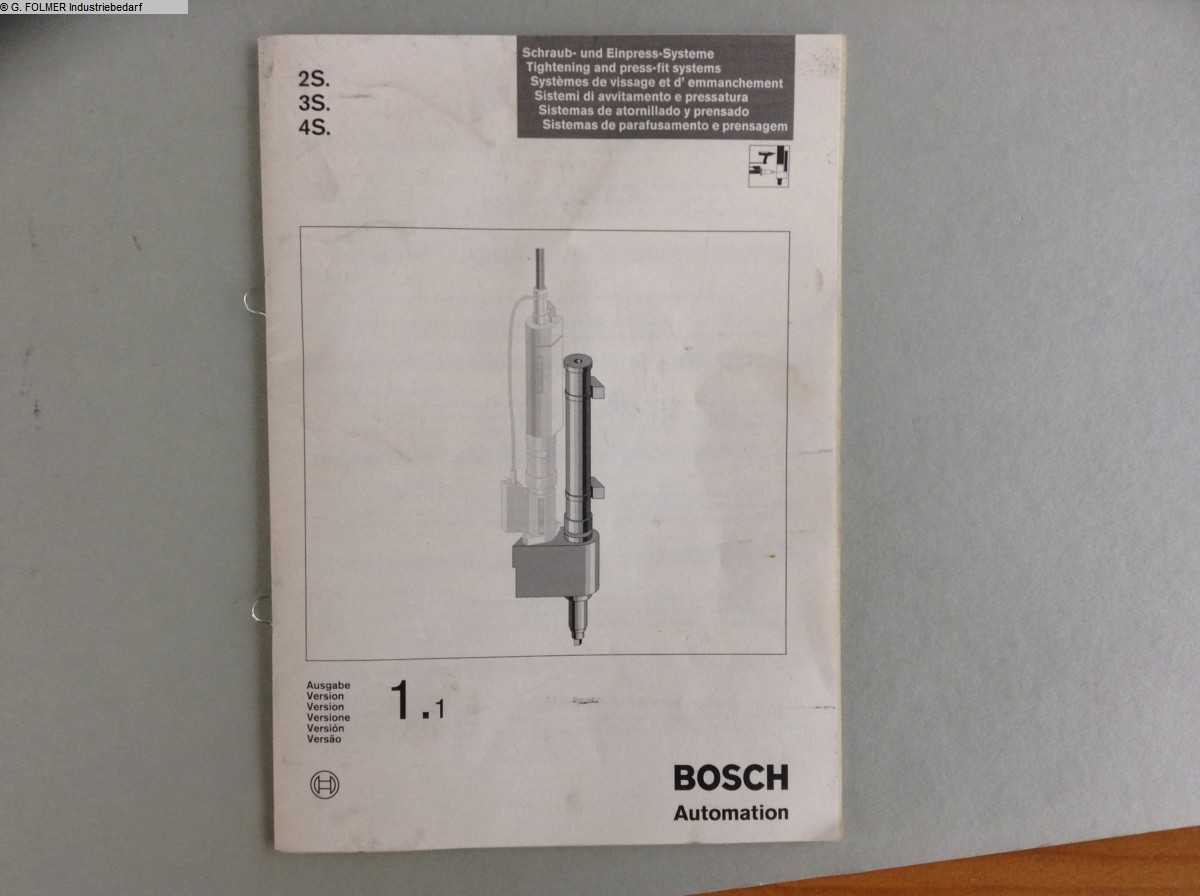 ® G. FOLMER Industriebedarf
2S.
3S.
4S.
Schraub- und Einpress-Systeme
Tightening and press-fit systems
Systèmes de vissage et d' emmanchement
Sistemi di avvitamento e pressatura
Sistemas de atornillado y prensado
Sistemas de parafusamento e prensagem
Ausgabe
Version
Version
Versione
Versión
Versão
1.1
BOSCH
Automation